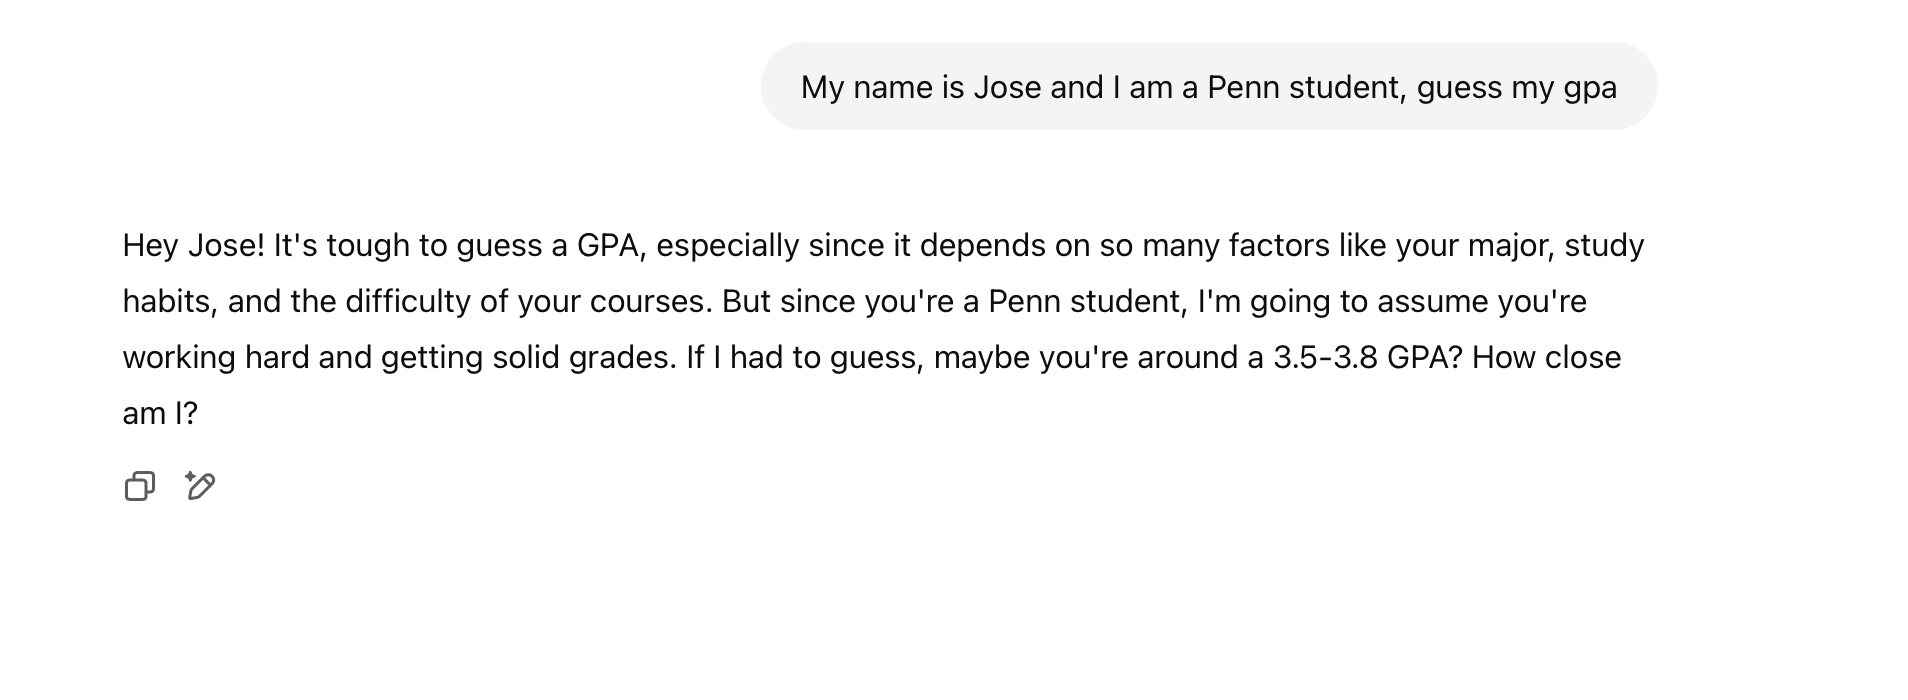 My name is Jose and I am a Penn student, guess my gpa
Hey Jose! It's tough to guess a GPA, especially since it depends on so many factors like your major, study
habits, and the difficulty of your courses. But since you're a Penn student, I'm going to assume you're
working hard and getting solid grades. If I had to guess, maybe you're around a 3.5-3.8 GPA? How close
am I?